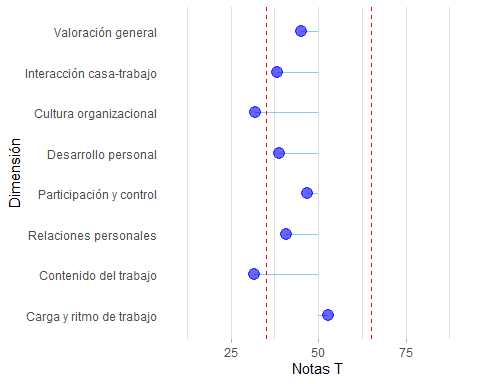 Valoración general
Interacción casa-trabajo
Cultura organizacional
Desarrollo personal
Participación y control
Relaciones personales
Contenido del trabajo
Carga y ritmo de trabajo
Dimensión
25 50 75
Notas T